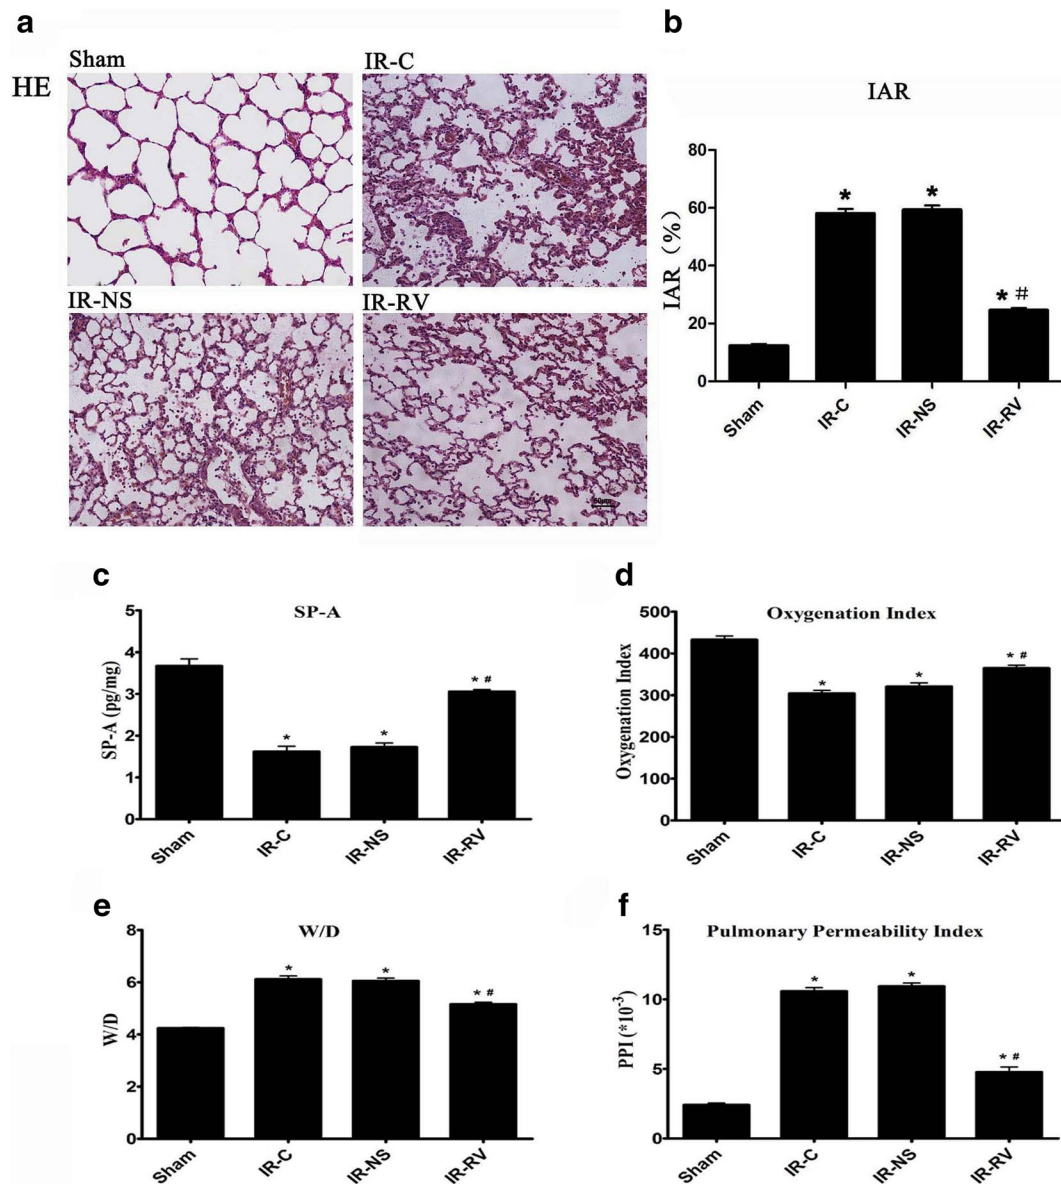 a
HE
Sham
IR-C
IR-NS
IR-RV
50μm
b
IAR
IAR (%)
80
60
40
20
0
*
*
* #
Sham
IR-C
IR-NS
IR-RV
c
SP-A
SP-A (pg/mg)
5
4
3
2
1
0
*
*
* #
Sham
IR-C
IR-NS
IR-RV
d
Oxygenation Index
Oxygenation Index
500
400
300
200
100
0
*
*
* #
Sham
IR-C
IR-NS
IR-RV
e
W/D
W/D
8
6
4
2
0
*
*
* #
Sham
IR-C
IR-NS
IR-RV
f
Pulmonary Permeability Index
PPI (*10⁻³)
15
10
5
0
*
*
* #
Sham
IR-C
IR-NS
IR-RV